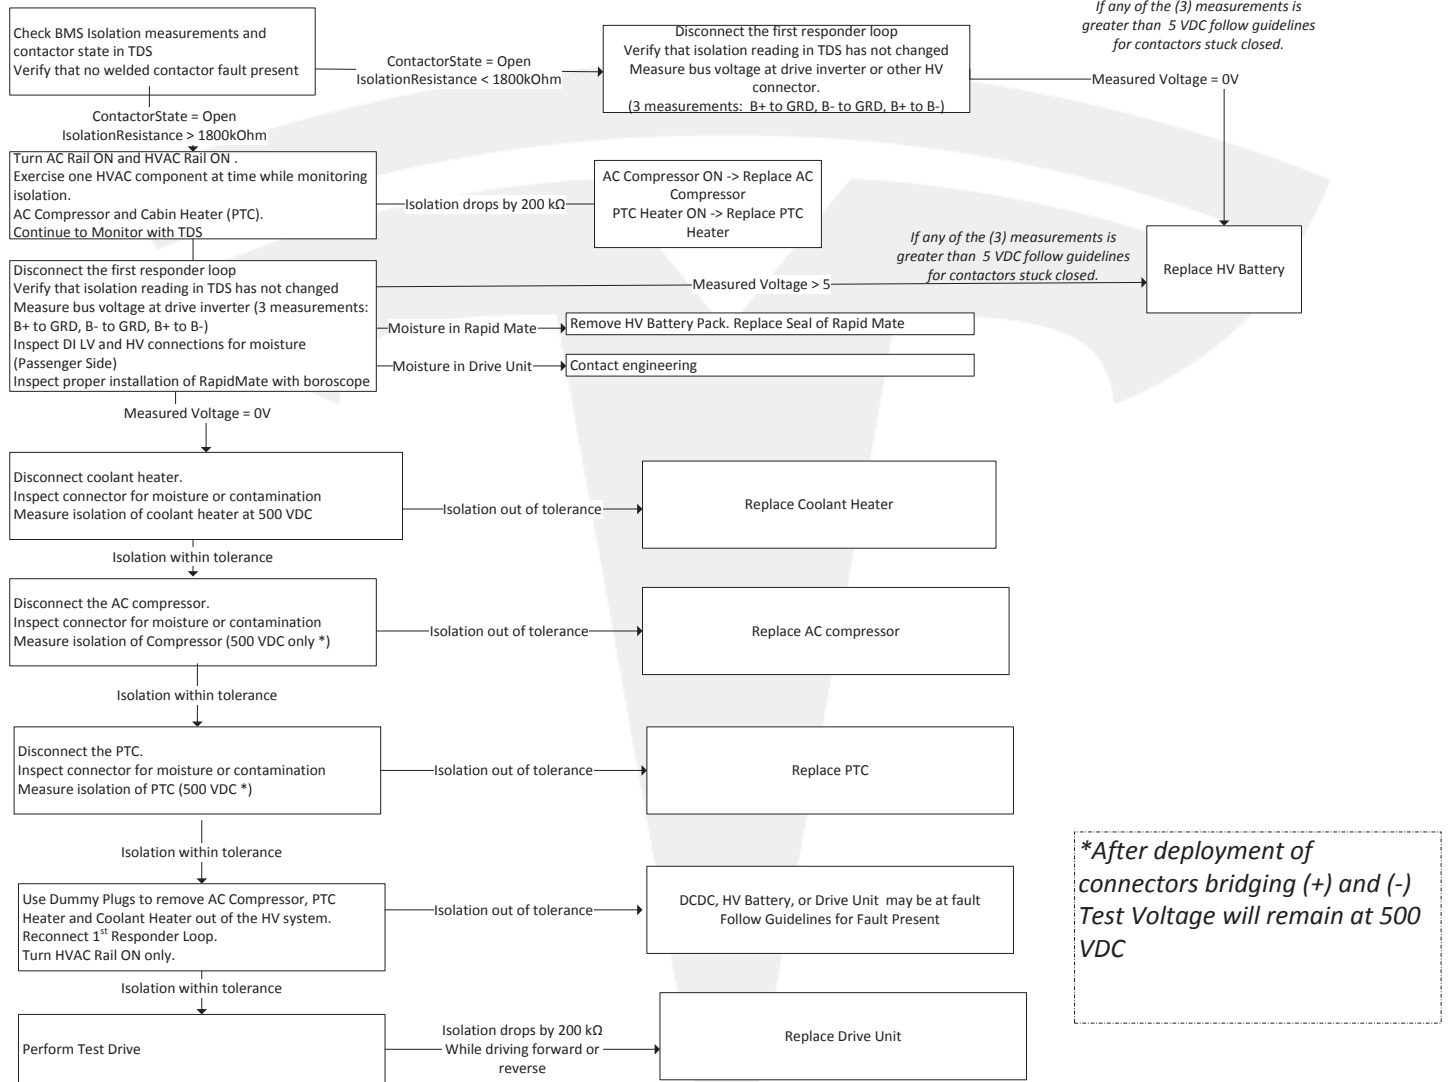 If any of the (3) measurements is
greater than 5 VDC follow guidelines
for contactors stuck closed.
Check BMS Isolation measurements and
contactor state in TDS
Verify that no welded contactor fault present
ContactorState = Open
IsolationResistance < 1800kOhm
Disconnect the first responder loop
Verify that isolation reading in TDS has not changed
Measure bus voltage at drive inverter or other HV
connector.
(3 measurements: B+ to GRD, B- to GRD, B+ to B-)
Measured Voltage = 0V
ContactorState = Open
IsolationResistance > 1800kOhm
Turn AC Rail ON and HVAC Rail ON .
Exercise one HVAC component at time while monitoring
isolation.
AC Compressor and Cabin Heater (PTC).
Continue to Monitor with TDS
Isolation drops by 200 kΩ
AC Compressor ON -> Replace AC
Compressor
PTC Heater ON -> Replace PTC
Heater
If any of the (3) measurements is
greater than 5 VDC follow guidelines
for contactors stuck closed.
Replace HV Battery
Disconnect the first responder loop
Verify that isolation reading in TDS has not changed
Measure bus voltage at drive inverter (3 measurements:
B+ to GRD, B- to GRD, B+ to B-)
Inspect DI LV and HV connections for moisture
(Passenger Side)
Inspect proper installation of RapidMate with boroscope
Measured Voltage > 5
Moisture in Rapid Mate
Remove HV Battery Pack. Replace Seal of Rapid Mate
Moisture in Drive Unit
Contact engineering
Measured Voltage = 0V
Disconnect coolant heater.
Inspect connector for moisture or contamination
Measure isolation of coolant heater at 500 VDC
Isolation out of tolerance
Replace Coolant Heater
Isolation within tolerance
Disconnect the AC compressor.
Inspect connector for moisture or contamination
Measure isolation of Compressor (500 VDC only *)
Isolation out of tolerance
Replace AC compressor
Isolation within tolerance
Disconnect the PTC.
Inspect connector for moisture or contamination
Measure isolation of PTC (500 VDC *)
Isolation out of tolerance
Replace PTC
Isolation within tolerance
Use Dummy Plugs to remove AC Compressor, PTC
Heater and Coolant Heater out of the HV system.
Reconnect 1st Responder Loop.
Turn HVAC Rail ON only.
Isolation out of tolerance
DCDC, HV Battery, or Drive Unit may be at fault
Follow Guidelines for Fault Present
*After deployment of
connectors bridging (+) and (-)
Test Voltage will remain at 500
VDC
Isolation within tolerance
Perform Test Drive
Isolation drops by 200 kΩ
While driving forward or
reverse
Replace Drive Unit